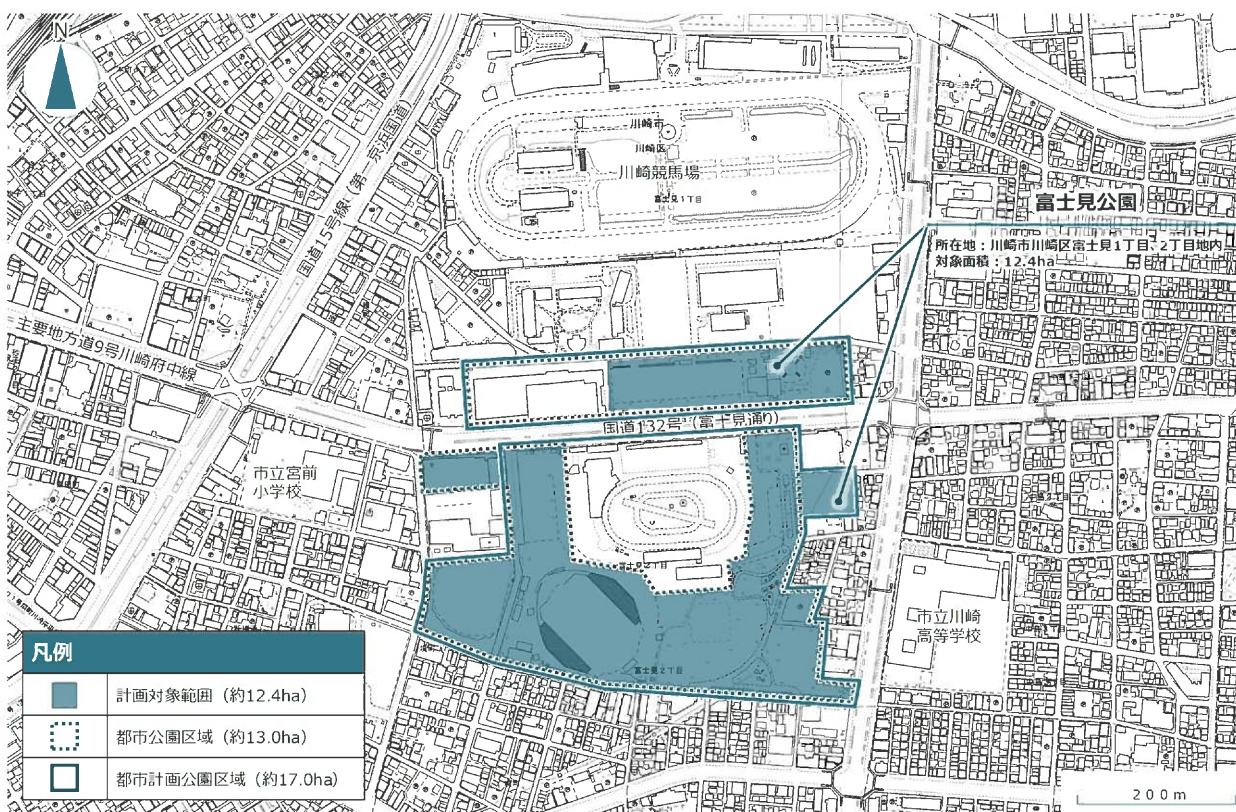 N
国道15号線（第一京浜国道）
川崎市
川崎区
川崎競馬場
富士見1丁目
富士見公園
所在地：川崎市川崎区富士見1丁目、2丁目地内
対象面積：12.4ha
主要地方道9号川崎府中線
国道132号（富士見通り）
市立宮前
小学校
富士見2丁目
市立川崎
高等学校
富士見2丁目
凡例
計画対象範囲（約12.4ha）
都市公園区域（約13.0ha）
都市計画公園区域（約17.0ha）
200m